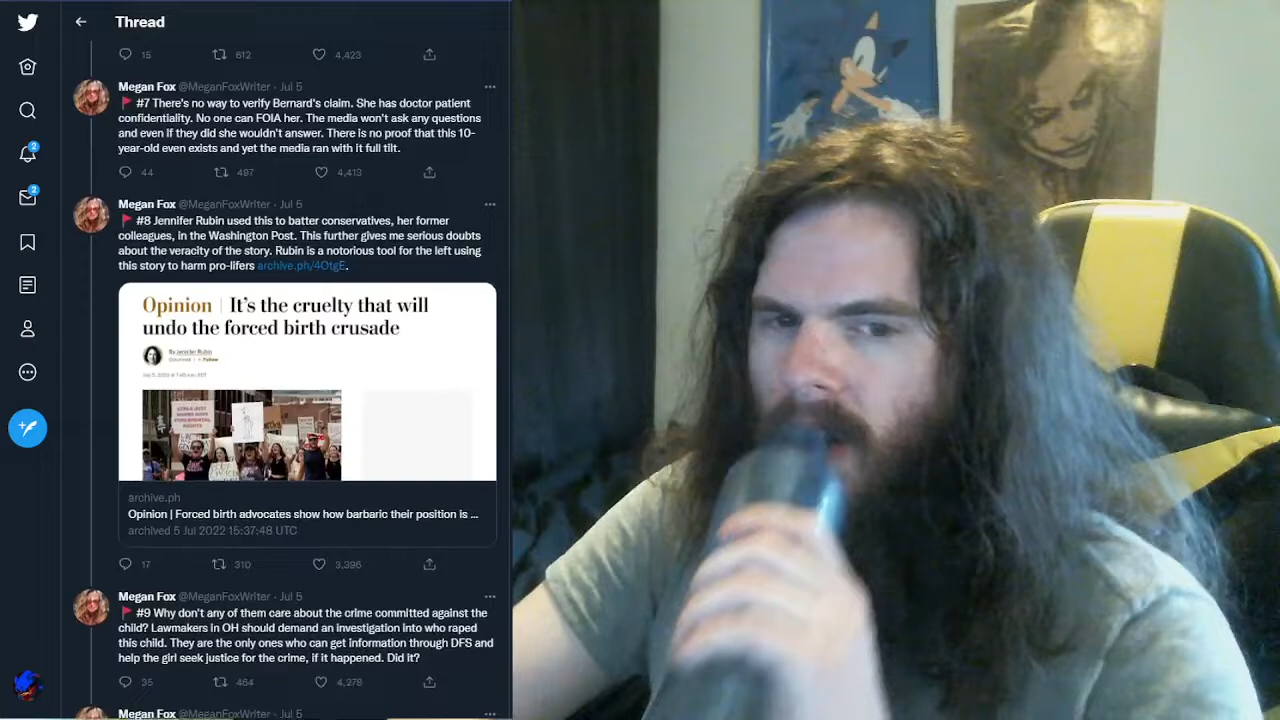 Thread
15 612 4,423
Megan Fox @MeganFoxWriter · Jul 5
#7 There's no way to verify Bernard's claim. She has doctor patient
confidentiality. No one can FOIA her. The media won't ask any questions
and even if they did she wouldn't answer. There is no proof that this 10-
year-old even exists and yet the media ran with it full tilt.
44 497 4,413
Megan Fox @MeganFoxWriter · Jul 5
#8 Jennifer Rubin used this to batter conservatives, her former
colleagues, in the Washington Post. This further gives me serious doubts
about the veracity of the story. Rubin is a notorious tool for the left using
this story to harm pro-lifers archive.ph/4OtgE.
Opinion | It's the cruelty that will
undo the forced birth crusade
By Jennifer Rubin
archive.ph
Opinion | Forced birth advocates show how barbaric their position is ...
archived 5 Jul 2022 15:37:48 UTC
17 310 3,396
Megan Fox @MeganFoxWriter · Jul 5
#9 Why don't any of them care about the crime committed against the
child? Lawmakers in OH should demand an investigation into who raped
this child. They are the only ones who can get information through DFS and
help the girl seek justice for the crime, if it happened. Did it?
35 464 4,278
Megan Fox @MeganFoxWriter · Jul 5
2
2